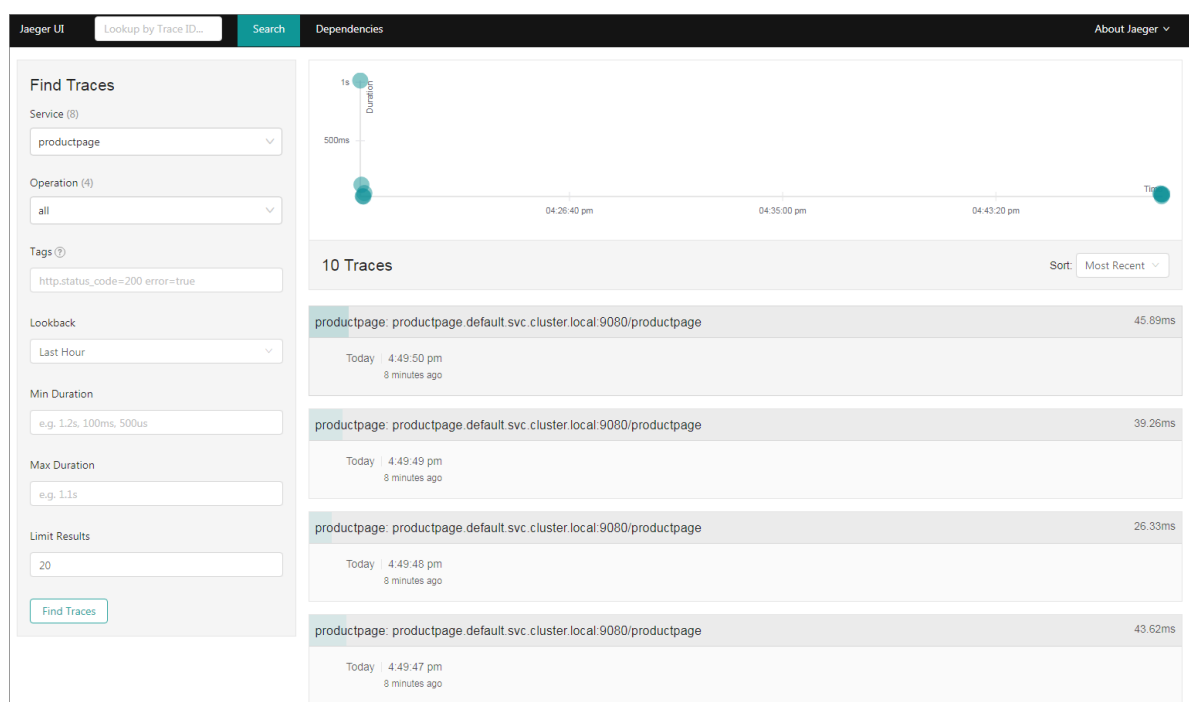 Jaeger UI
Lookup by Trace ID...
Search
Dependencies
About Jaeger
Find Traces
Service (8)
productpage
Operation (4)
all
Tags
http.status_code=200 error=true
Lookback
Last Hour
Min Duration
e.g. 1.2s, 100ms, 500us
Max Duration
e.g. 1.1s
Limit Results
20
Find Traces
1s
Duration
500ms
04:26:40 pm
04:35:00 pm
04:43:20 pm
10 Traces
Sort: Most Recent
productpage: productpage.default.svc.cluster.local:9080/productpage 45.89ms
Today 4:49:50 pm
8 minutes ago
productpage: productpage.default.svc.cluster.local:9080/productpage 39.26ms
Today 4:49:49 pm
8 minutes ago
productpage: productpage.default.svc.cluster.local:9080/productpage 26.33ms
Today 4:49:48 pm
8 minutes ago
productpage: productpage.default.svc.cluster.local:9080/productpage 43.62ms
Today 4:49:47 pm
8 minutes ago